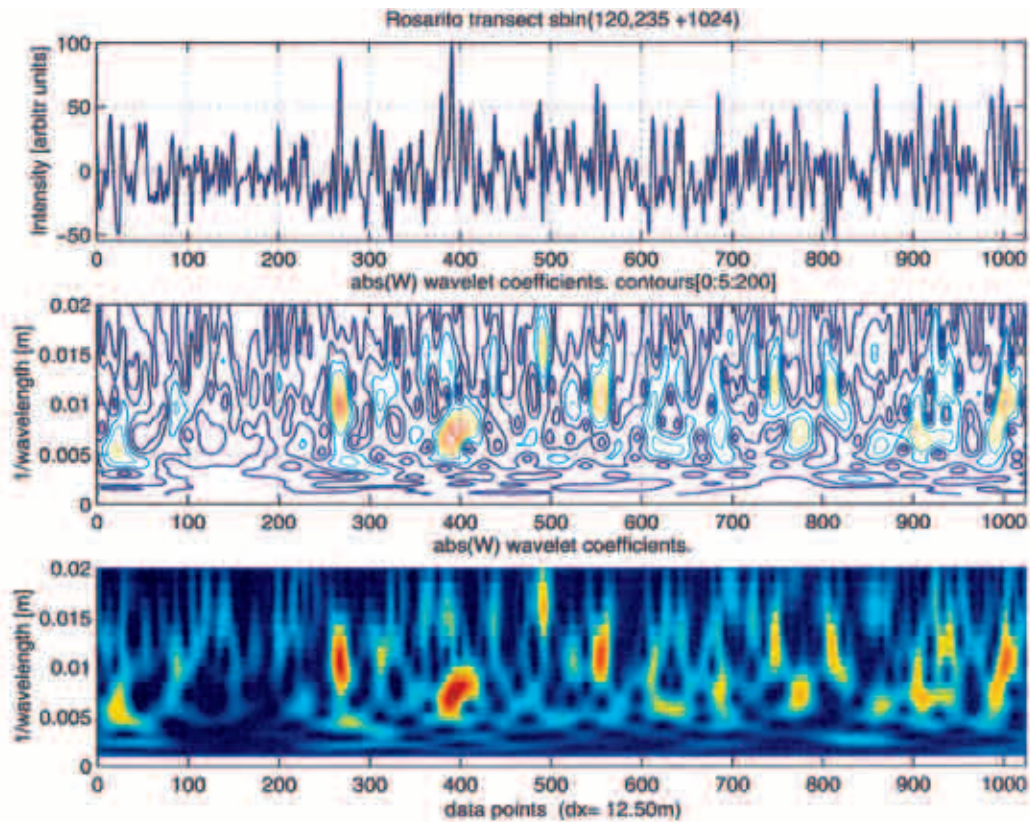 Rosarito transect sbin(120,235 +1024)
Intensity [arbitr units]
100
50
0
−50
0 100 200 300 400 500 600 700 800 900 1000
abs(W) wavelet coefficients. contours[0:5:200]
1/wavelength [m]
0.02
0.015
0.01
0.005
0
0 100 200 300 400 500 600 700 800 900 1000
abs(W) wavelet coefficients.
1/wavelength [m]
0.02
0.015
0.010
0.005
0
0 100 200 300 400 500 600 700 800 900 1000
data points (dx= 12.50m)